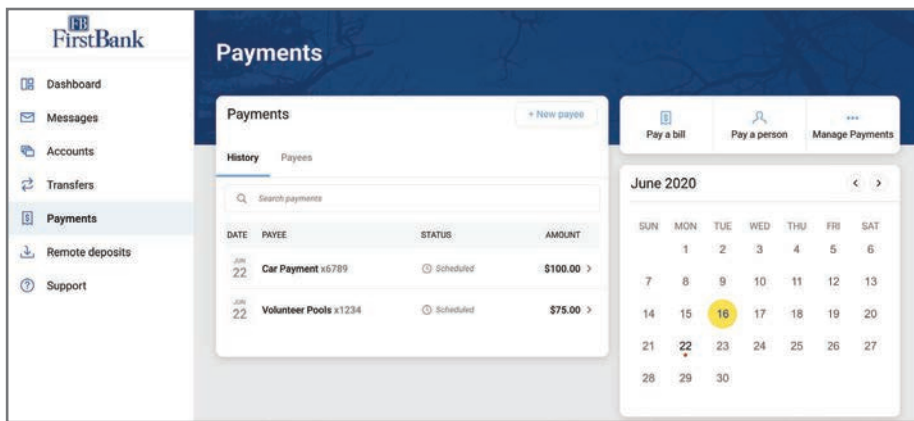 FB
FirstBank
Dashboard
Messages
Accounts
Transfers
Payments
Remote deposits
Support
Payments
Payments
+ New payee
History Payees
Search payments
DATE PAYEE STATUS AMOUNT
JUN
22 Car Payment x6789 Scheduled $100.00 >
JUN
22 Volunteer Pools x1234 Scheduled $75.00 >
Pay a bill Pay a person Manage Payments
June 2020 < >
SUN MON TUE WED THU FRI SAT
1 2 3 4 5 6
7 8 9 10 11 12 13
14 15 16 17 18 19 20
21 22 23 24 25 26 27
28 29 30